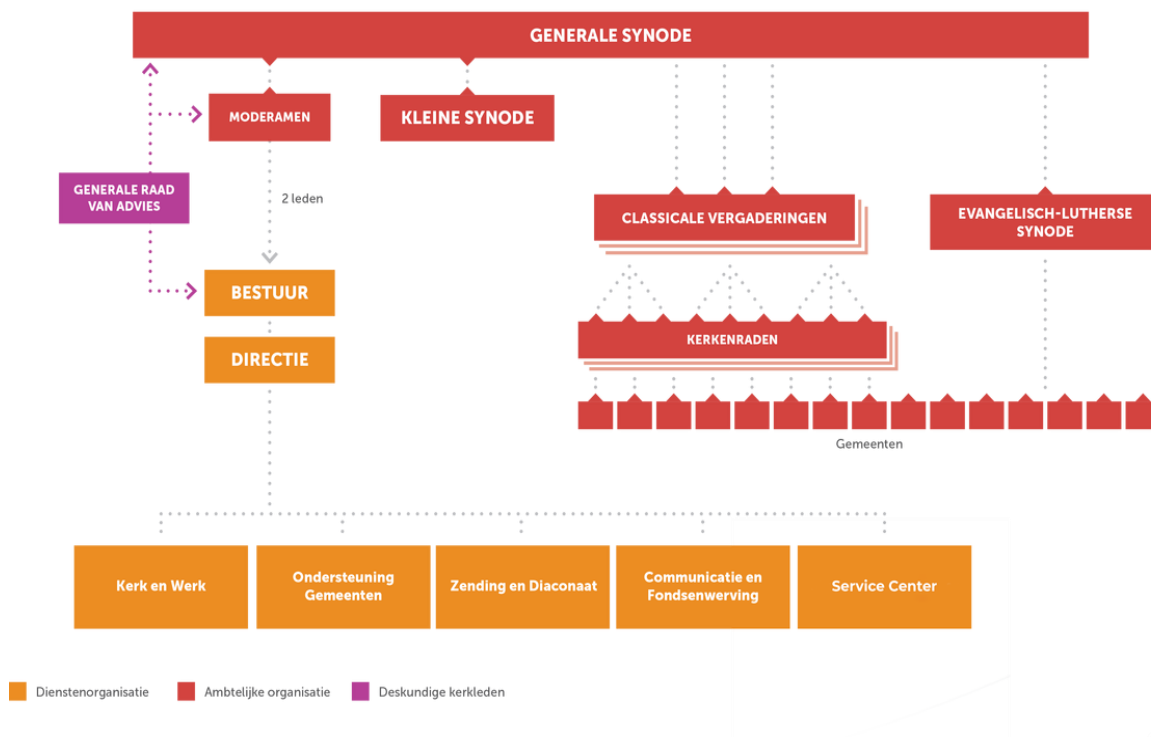 GENERALE SYNODE
MODERAMEN
KLEINE SYNODE
GENERALE RAAD
VAN ADVIES
2 leden
CLASSICALE VERGADERINGEN
EVANGELISCH-LUTHERSE
SYNODE
BESTUUR
DIRECTIE
KERKENRADEN
Gemeenten
Kerk en Werk
Ondersteuning
Gemeenten
Zending en Diaconaat
Communicatie en
Fondsenwerving
Service Center
Dienstenorganisatie
Ambtelijke organisatie
Deskundige kerkleden